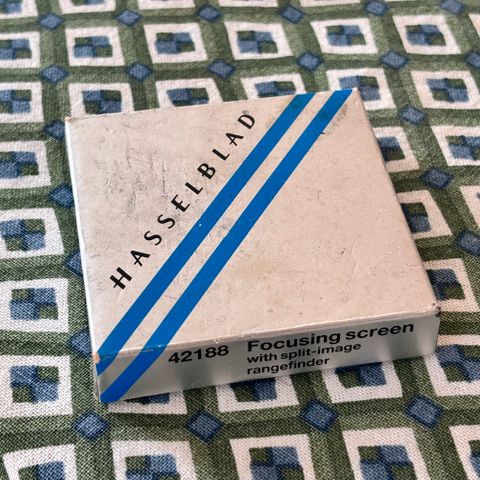 HASSELBLAD
42188 Focusing screen
with split-image
rangefinder